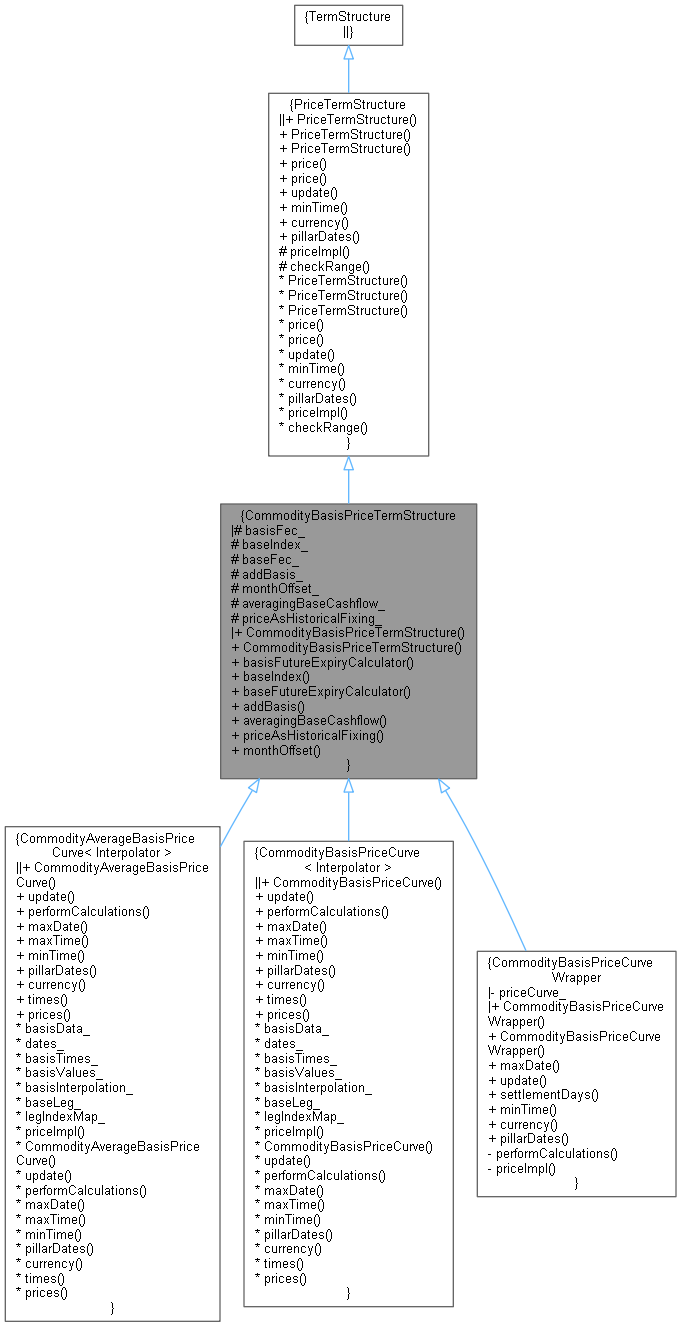 {TermStructure
||}
{PriceTermStructure
||+ PriceTermStructure()
+ PriceTermStructure()
+ PriceTermStructure()
+ price()
+ price()
+ update()
+ minTime()
+ currency()
+ pillarDates()
# priceImpl()
# checkRange()
* PriceTermStructure()
* PriceTermStructure()
* PriceTermStructure()
* price()
* price()
* update()
* minTime()
* currency()
* pillarDates()
* priceImpl()
* checkRange()
}
{CommodityBasisPriceTermStructure
|# basisFec_
# baseIndex_
# baseFec_
# addBasis_
# monthOffset_
# averagingBaseCashflow_
# priceAsHistoricalFixing_
|+ CommodityBasisPriceTermStructure()
+ CommodityBasisPriceTermStructure()
+ basisFutureExpiryCalculator()
+ baseIndex()
+ baseFutureExpiryCalculator()
+ addBasis()
+ averagingBaseCashflow()
+ priceAsHistoricalFixing()
+ monthOffset()
}
{CommodityAverageBasisPrice
Curve< Interpolator >
||+ CommodityAverageBasisPrice
Curve()
+ update()
+ performCalculations()
+ maxDate()
+ maxTime()
+ minTime()
+ pillarDates()
+ currency()
+ times()
+ prices()
* basisData_
* dates_
* basisTimes_
* basisValues_
* basisInterpolation_
* baseLeg_
* legIndexMap_
* priceImpl()
* CommodityAverageBasisPrice
Curve()
* update()
* performCalculations()
* maxDate()
* maxTime()
* minTime()
* pillarDates()
* currency()
* times()
* prices()
}
{CommodityBasisPriceCurve
< Interpolator >
||+ CommodityBasisPriceCurve()
+ update()
+ performCalculations()
+ maxDate()
+ maxTime()
+ minTime()
+ pillarDates()
+ currency()
+ times()
+ prices()
* basisData_
* dates_
* basisTimes_
* basisValues_
* basisInterpolation_
* baseLeg_
* legIndexMap_
* priceImpl()
* CommodityBasisPriceCurve()
* update()
* performCalculations()
* maxDate()
* maxTime()
* minTime()
* pillarDates()
* currency()
* times()
* prices()
}
{CommodityBasisPriceCurve
Wrapper
|- priceCurve_
|+ CommodityBasisPriceCurve
Wrapper()
+ CommodityBasisPriceCurve
Wrapper()
+ maxDate()
+ update()
+ settlementDays()
+ minTime()
+ currency()
+ pillarDates()
- performCalculations()
- priceImpl()
}